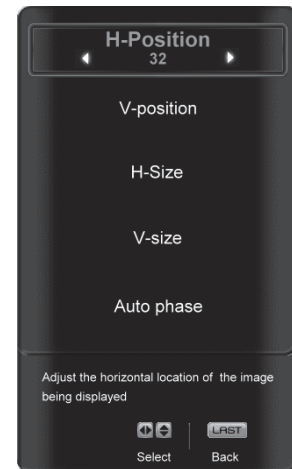 H-Position
32
V-position
H-Size
V-size
Auto phase
Adjust the horizontal location of the image
being displayed
LAST
Select
Back